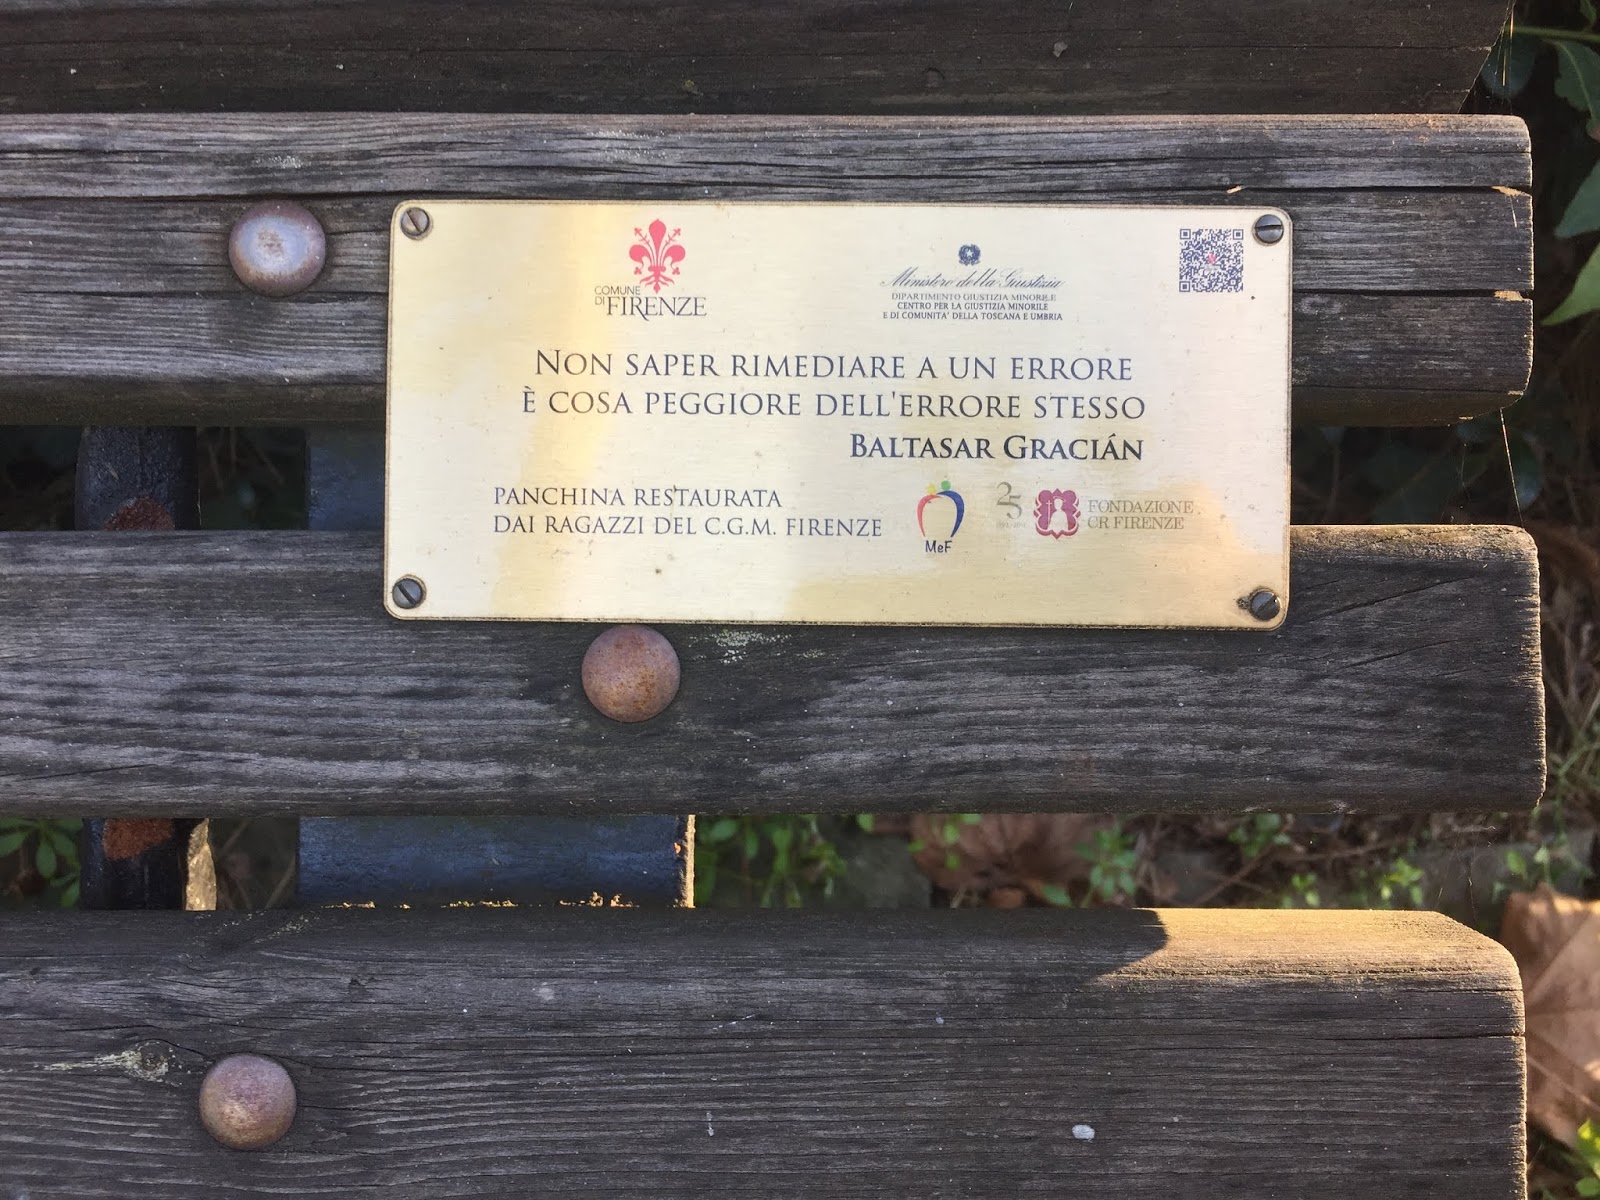 COMUNE
DI FIRENZE
Ministero della Giustizia
DIPARTIMENTO GIUSTIZIA MINORILE
CENTRO PER LA GIUSTIZIA MINORILE
E DI COMUNITA' DELLA TOSCANA E UMBRIA
NON SAPER RIMEDIARE A UN ERRORE
È COSA PEGGIORE DELL'ERRORE STESSO
BALTASAR GRACIÁN
PANCHINA RESTAURATA
DAI RAGAZZI DEL C.G.M. FIRENZE
MeF
25
FONDAZIONE
CR FIRENZE